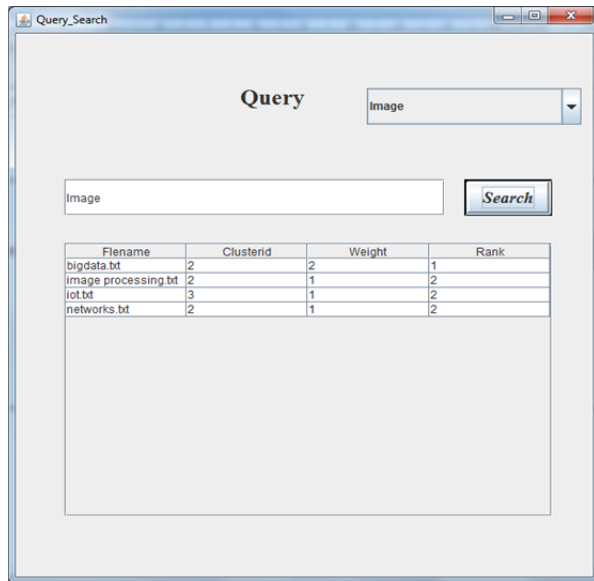 Query_Search
Query
Image
Image
Search
Flename Clusterid Weight Rank
bigdata.txt 2 2 1
image processing.txt 2 1 2
iot.txt 3 1 2
networks.txt 2 1 2